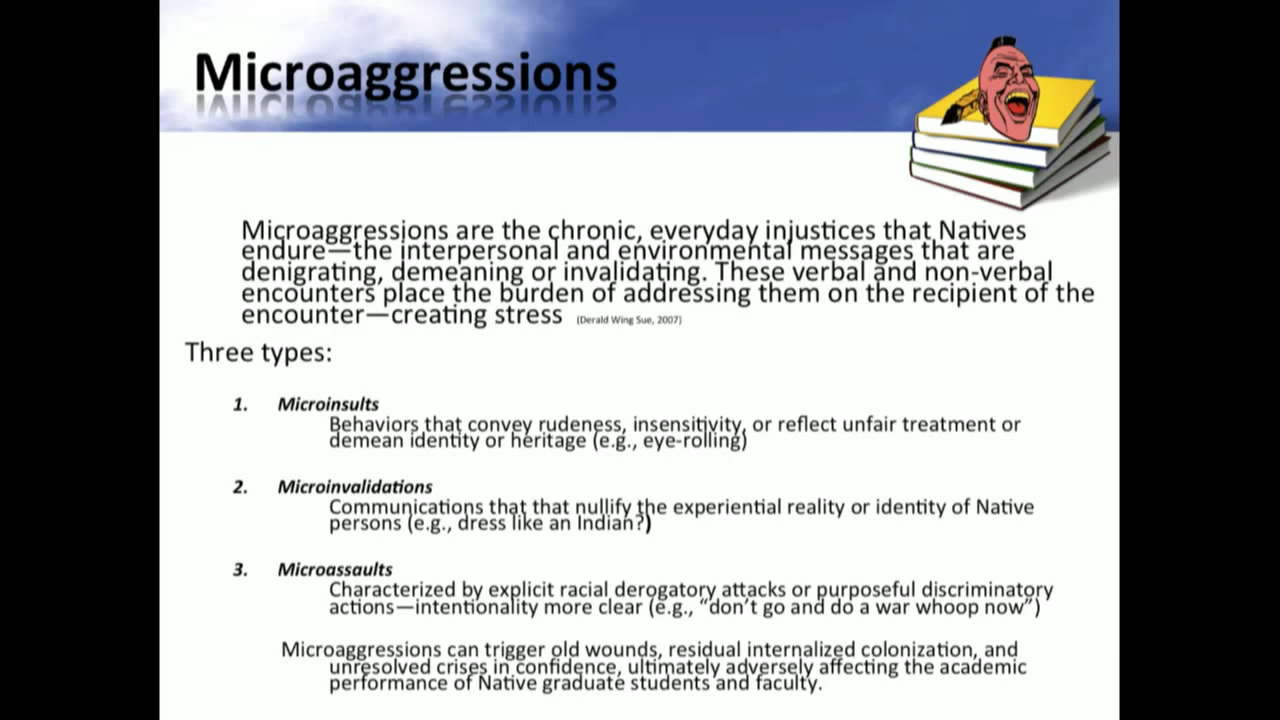 Microaggressions
Microaggressions are the chronic, everyday injustices that Natives
endure—the interpersonal and environmental messages that are
denigrating, demeaning or invalidating. These verbal and non-verbal
encounters place the burden of addressing them on the recipient of the
encounter—creating stress (Derald Wing Sue, 2007)
Three types:
1. Microinsults
Behaviors that convey rudeness, insensitivity, or reflect unfair treatment or
demean identity or heritage (e.g., eye-rolling)
2. Microinvalidations
Communications that that nullify the experiential reality or identity of Native
persons (e.g., dress like an Indian?)
3. Microassaults
Characterized by explicit racial derogatory attacks or purposeful discriminatory
actions—intentionality more clear (e.g., “don’t go and do a war whoop now”)
Microaggressions can trigger old wounds, residual internalized colonization, and
unresolved crises in confidence, ultimately adversely affecting the academic
performance of Native graduate students and faculty.